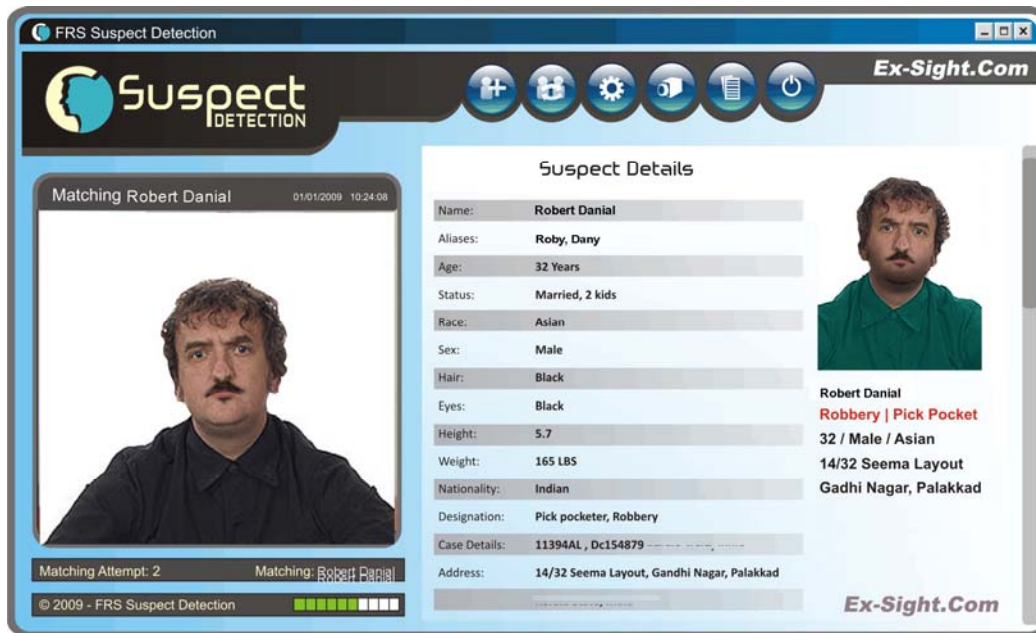 FRS Suspect Detection
Ex-Sight.Com
Suspect
DETECTION
Matching Robert Danial 01/01/2009 10:24:08
Matching Attempt: 2 Matching: Robert Danial
© 2009 - FRS Suspect Detection
Suspect Details
Name: Robert Danial
Aliases: Roby, Dany
Age: 32 Years
Status: Married, 2 kids
Race: Asian
Sex: Male
Hair: Black
Eyes: Black
Height: 5.7
Weight: 165 LBS
Nationality: Indian
Designation: Pick pocketer, Robbery
Case Details: 11394AL , Dc154879
Address: 14/32 Seema Layout, Gandhi Nagar, Palakkad
Robert Danial
Robbery | Pick Pocket
32 / Male / Asian
14/32 Seema Layout
Gadhi Nagar, Palakkad
Ex-Sight.Com